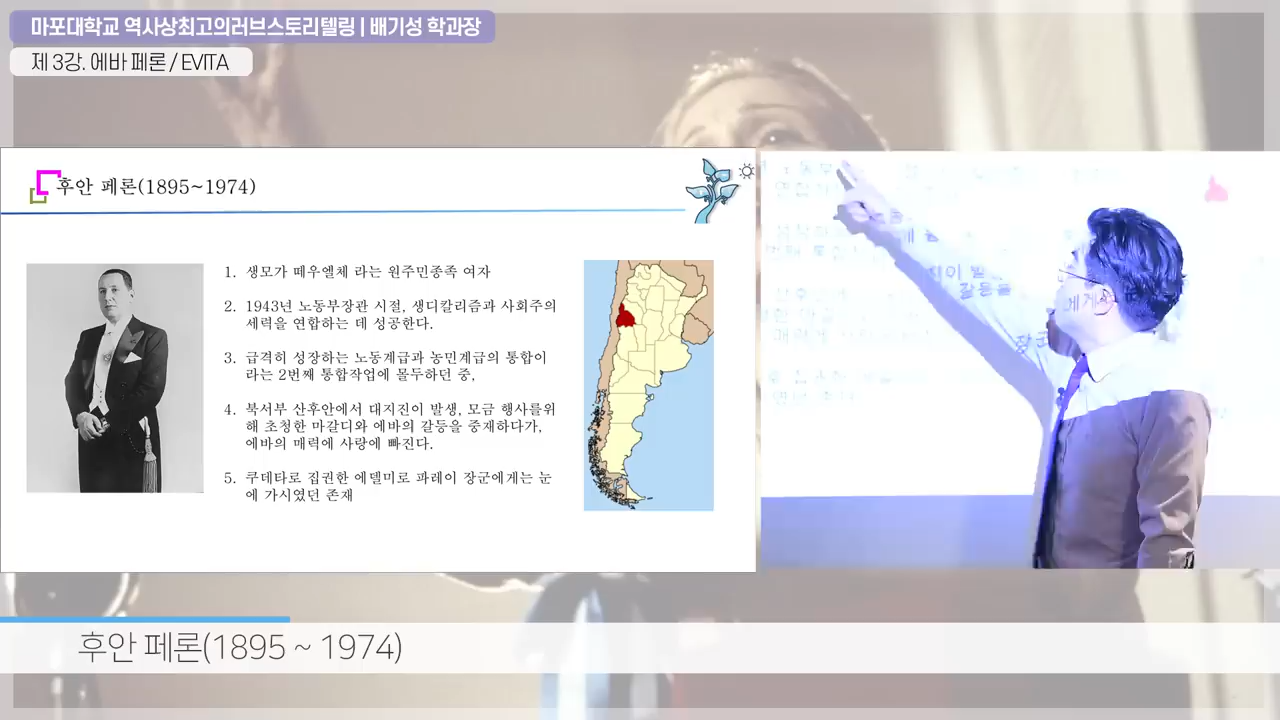 마포대학교 역사상최고의러브스토리텔링 | 배기성 학과장
제 3강. 에바 페론 / EVITA
후안 페론(1895~1974)
1. 생모가 떼우엘체 라는 원주민종족 여자
2. 1943년 노동부장관 시절, 생디칼리즘과 사회주의
세력을 연합하는 데 성공한다.
3. 급격히 성장하는 노동계급과 농민계급의 통합이
라는 2번째 통합작업에 몰두하던 중,
4. 북서부 산후안에서 대지진이 발생, 모금 행사를위
해 초청한 마갈디와 에바의 갈등을 중재하다가,
에바의 매력에 사랑에 빠진다.
5. 쿠데타로 집권한 에델미로 파레이 장군에게는 눈
에 가시였던 존재
갈등을
에게
장군
후안 페론(1895 ~ 1974)